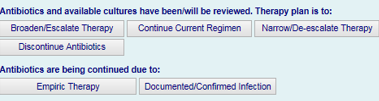 Antibiotics and available cultures have been/will be reviewed. Therapy plan is to:
Broaden/Escalate Therapy Continue Current Regimen Narrow/De-escalate Therapy
Discontinue Antibiotics
Antibiotics are being continued due to:
Empiric Therapy Documented/Confirmed Infection